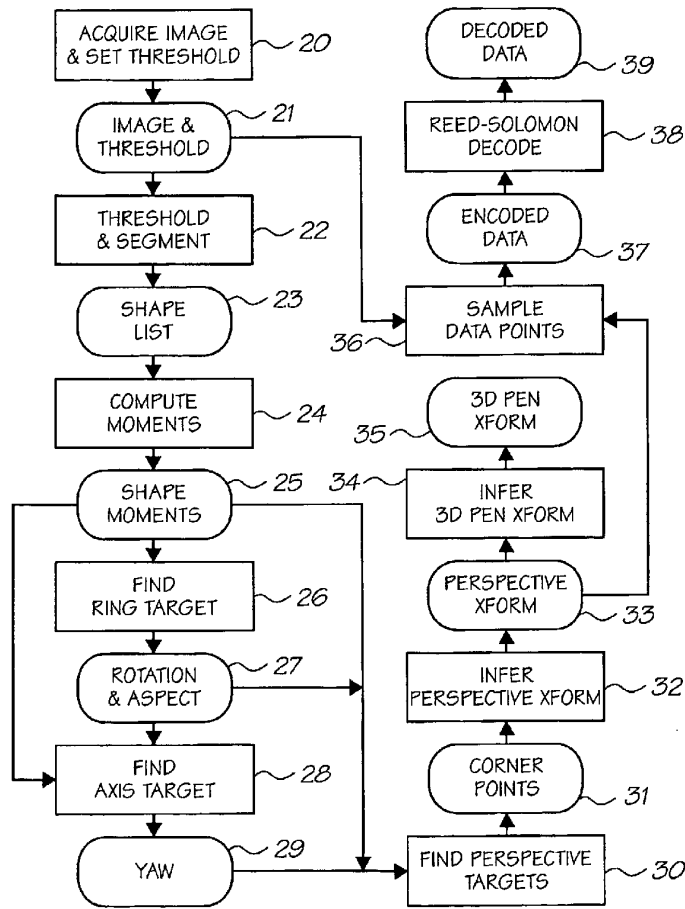 ACQUIRE IMAGE
& SET THRESHOLD
20
IMAGE &
THRESHOLD
21
THRESHOLD
& SEGMENT
22
SHAPE
LIST
23
COMPUTE
MOMENTS
24
SHAPE
MOMENTS
25
FIND
RING TARGET
26
ROTATION
& ASPECT
27
FIND
AXIS TARGET
28
YAW
29
DECODED
DATA
39
REED-SOLOMON
DECODE
38
ENCODED
DATA
37
SAMPLE
DATA POINTS
36
3D PEN
XFORM
35
34
INFER
3D PEN XFORM
PERSPECTIVE
XFORM
33
INFER
PERSPECTIVE XFORM
32
CORNER
POINTS
31
FIND PERSPECTIVE
TARGETS
30